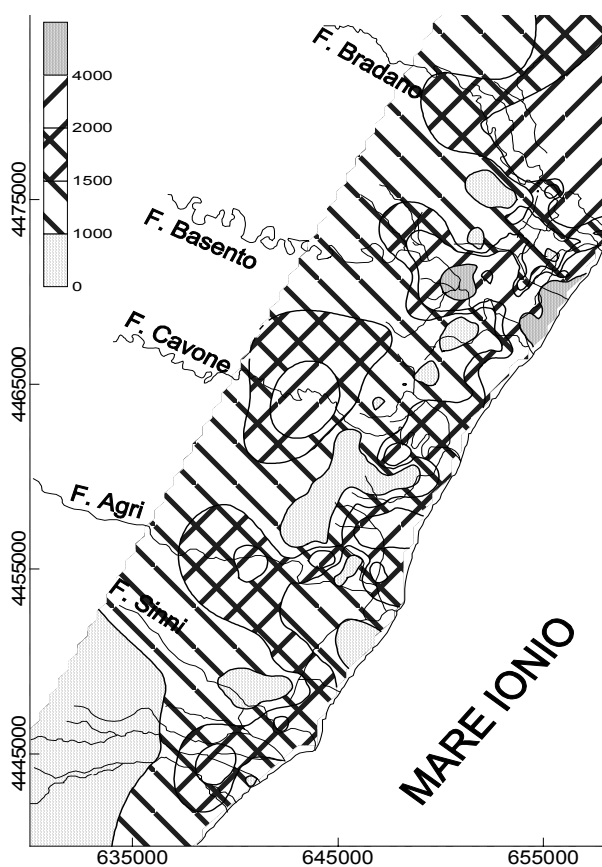 F. Bradano
4000
2000
1500
1000
0
4475000
F. Basento
F. Cavone
4465000
F. Agri
4455000
F. Sinni
MARE IONIO
4445000
635000
645000
655000